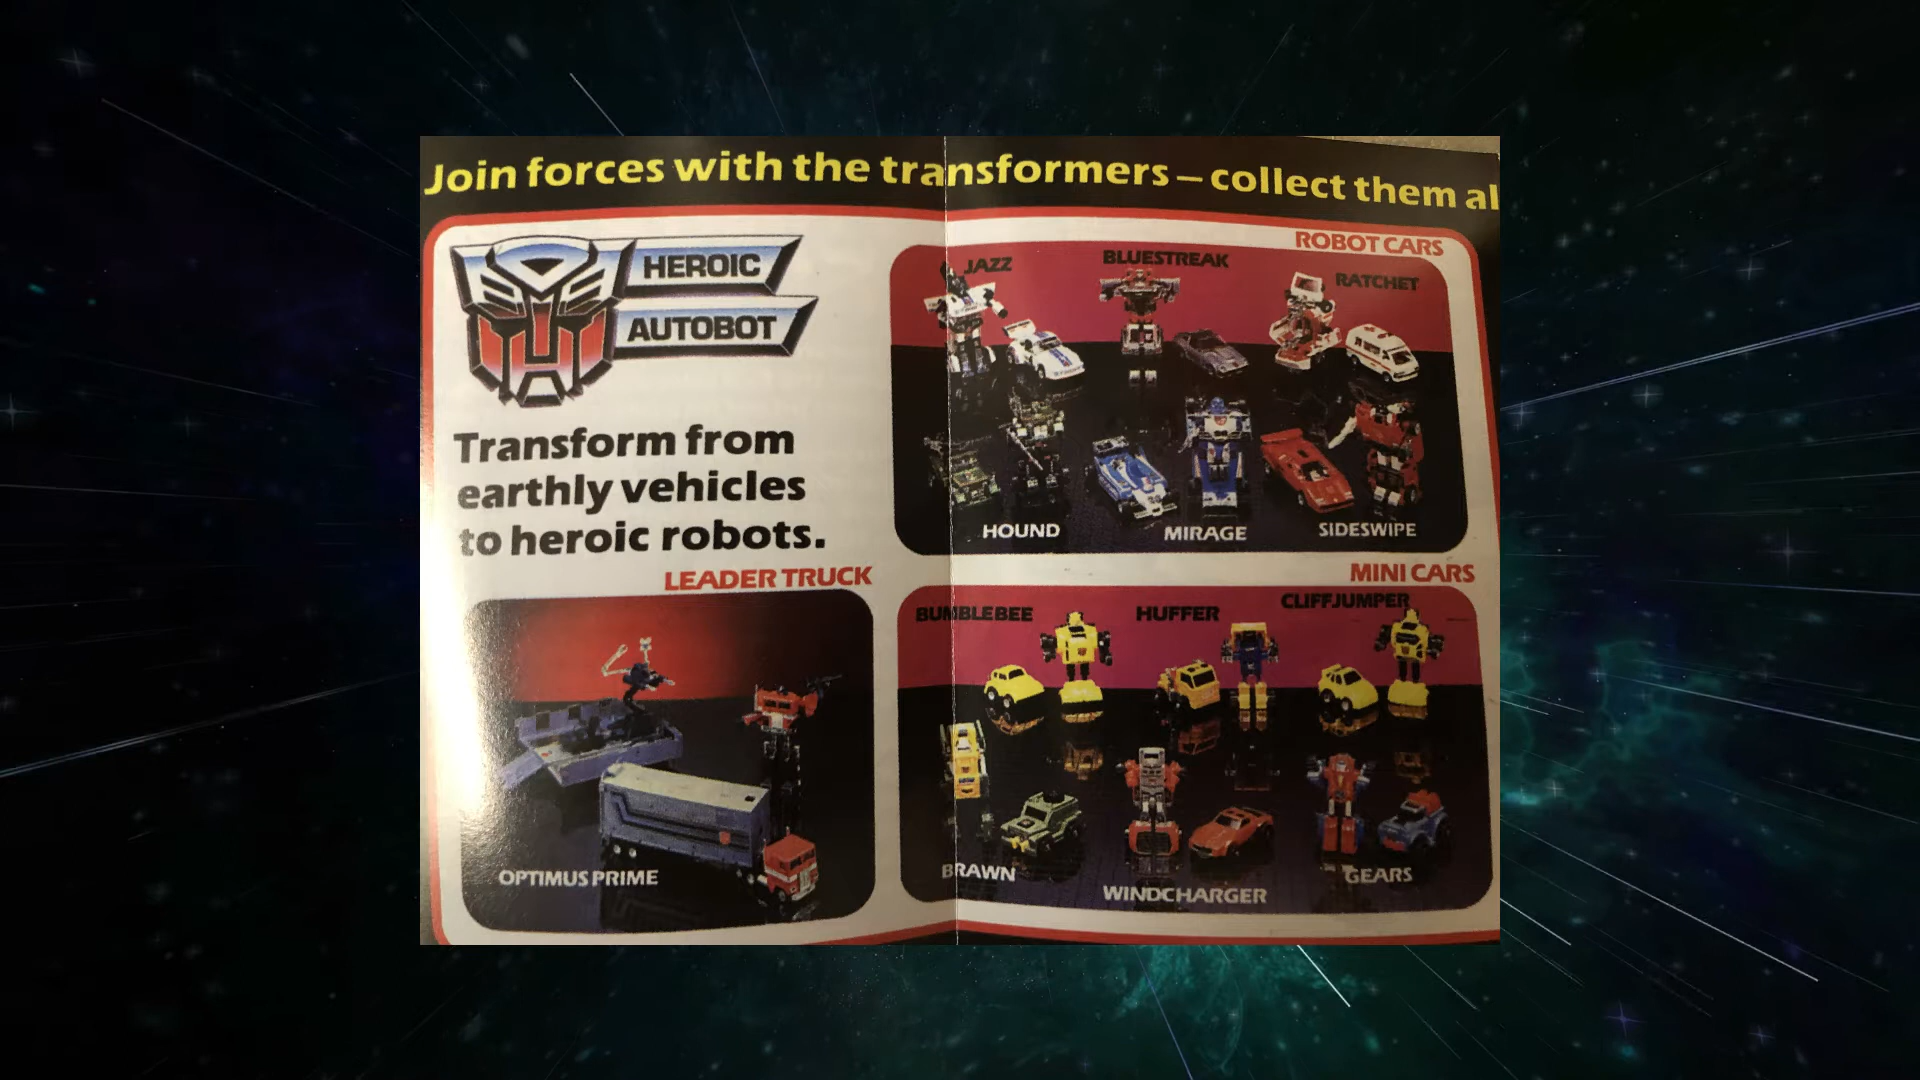 Join forces with the transformers – collect them al
HEROIC
AUTOBOT
Transform from
earthly vehicles
to heroic robots.
LEADER TRUCK
OPTIMUS PRIME
ROBOT CARS
JAZZ
BLUESTREAK
RATCHET
HOUND
MIRAGE
SIDESWIPE
MINI CARS
BUMBLEBEE
HUFFER
CLIFFJUMPER
BRAWN
WINDCHARGER
GEARS